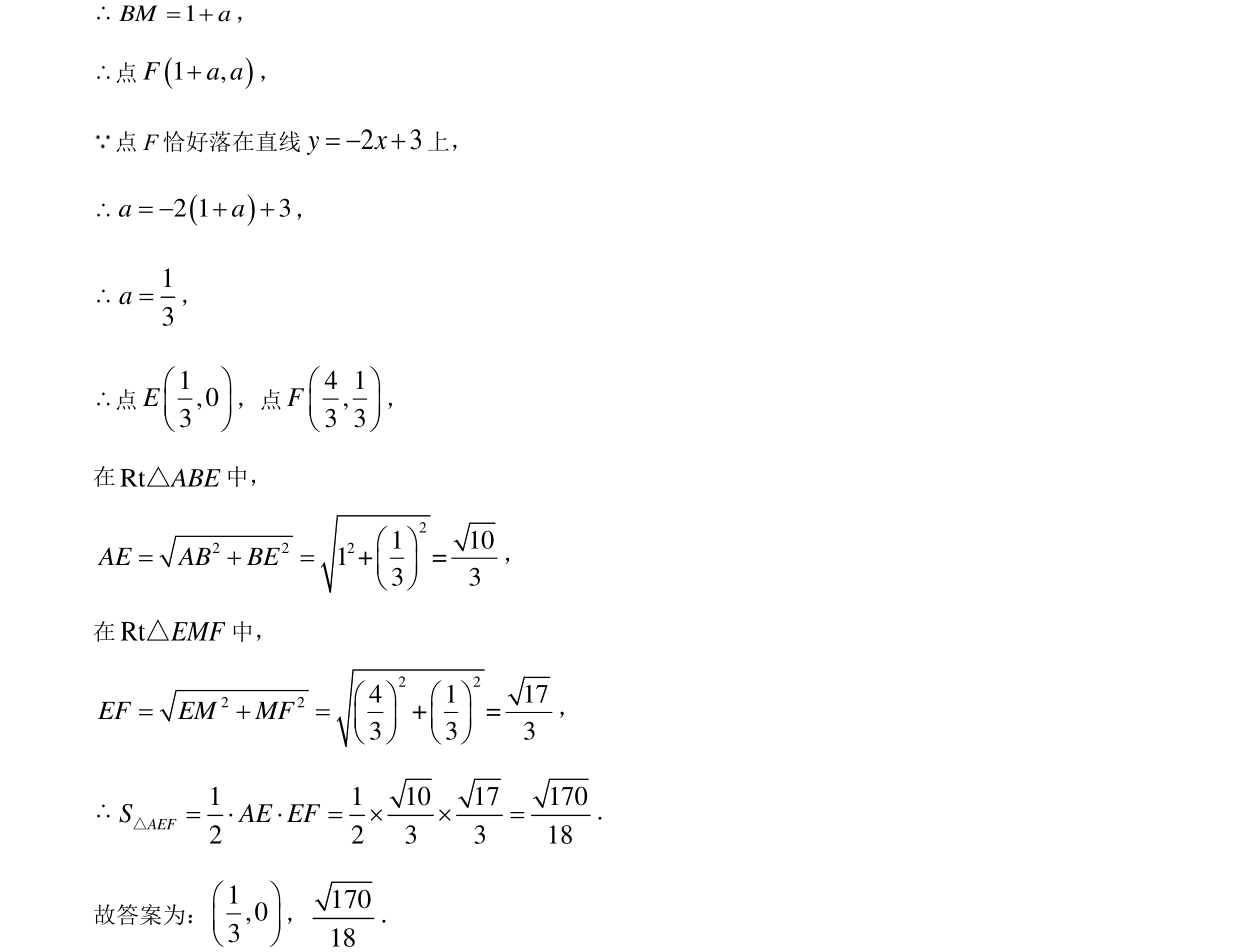 ∴ BM = 1 + a，
∴点 F(1 + a, a)，
∵点 F 恰好落在直线 y = −2x + 3 上，
∴ a = −2(1 + a) + 3，
∴ a = 1/3，
∴点 E(1/3, 0)，点 F(4/3, 1/3)，
在 Rt△ABE 中，
AE = √(AB² + BE²) = √(1² + (1/3)²) = √10/3，
在 Rt△EMF 中，
EF = √(EM² + MF²) = √((4/3)² + (1/3)²) = √17/3，
∴ S△AEF = 1/2 · AE · EF = 1/2 × √10/3 × √17/3 = √170/18．
故答案为：(1/3, 0)，√170/18．